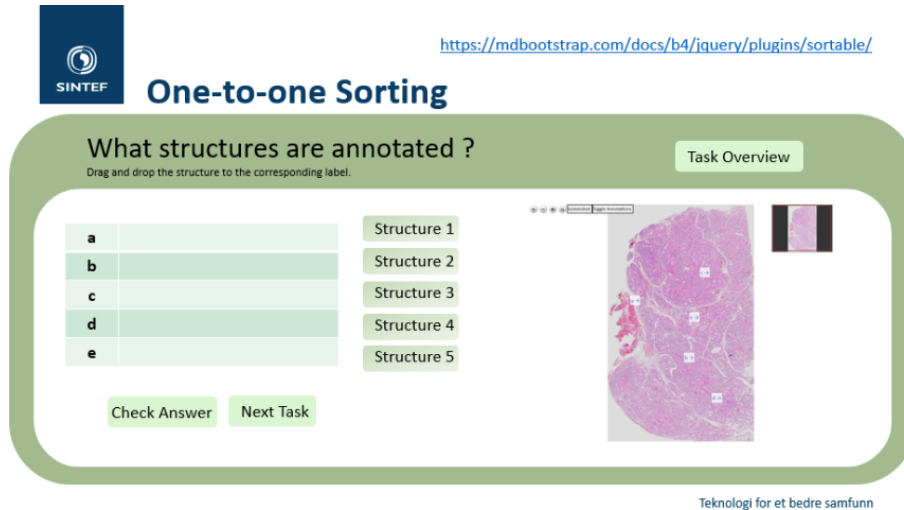 https://mdbootstrap.com/docs/b4/jquery/plugins/sortable/
SINTEF
One-to-one Sorting
What structures are annotated ?
Drag and drop the structure to the corresponding label.
Task Overview
a
b
c
d
e
Structure 1
Structure 2
Structure 3
Structure 4
Structure 5
Check Answer
Next Task
Teknologi for et bedre samfunn